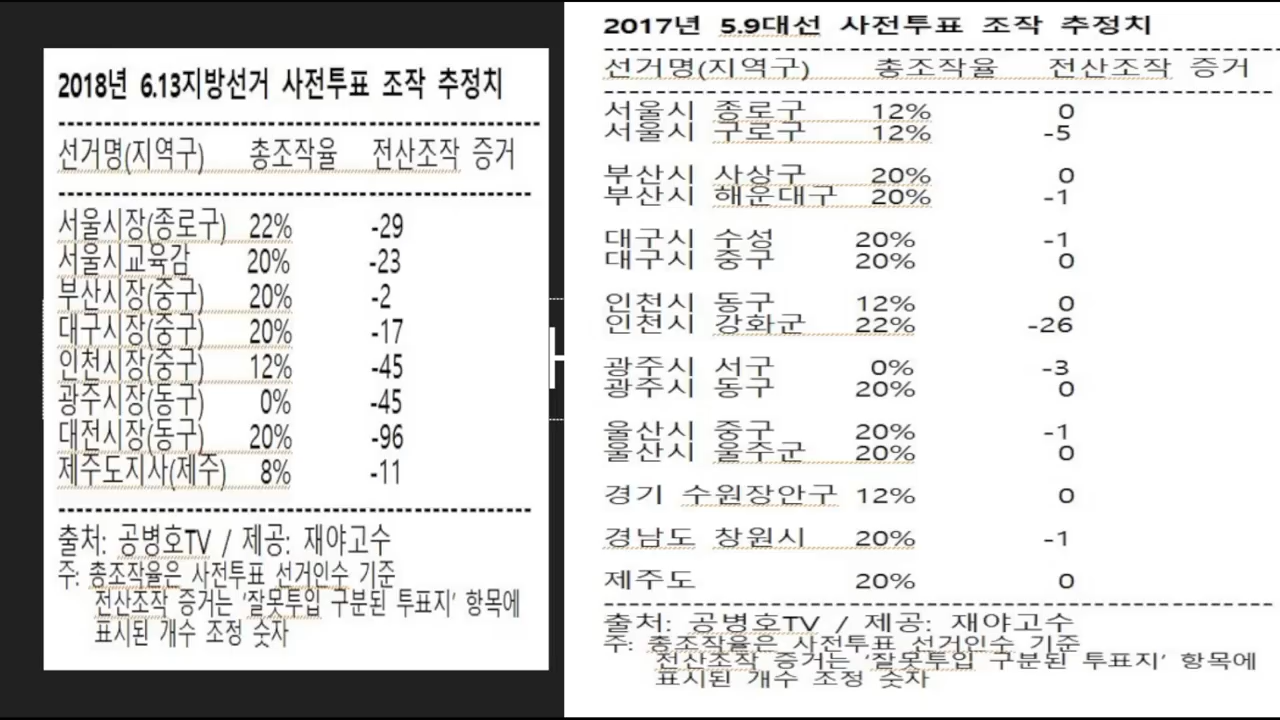 2018년 6.13지방선거 사전투표 조작 추정치
선거명(지역구) 총조작율 전산조작 증거
서울시장(종로구) 22% -29
서울시교육감 20% -23
부산시장(중구) 20% -2
대구시장(중구) 20% -17
인천시장(중구) 12% -45
광주시장(동구) 0% -45
대전시장(동구) 20% -96
제주도지사(제주) 8% -11
출처: 공병호TV / 제공: 재야고수
주: 총조작율은 사전투표 선거인수 기준
전산조작 증거는 '잘못투입 구분된 투표지' 항목에
표시된 개수 조정 숫자
2017년 5.9대선 사전투표 조작 추정치
선거명(지역구) 총조작율 전산조작 증거
서울시 종로구 12% 0
서울시 구로구 12% -5
부산시 사상구 20% 0
부산시 해운대구 20% -1
대구시 수성 20% -1
대구시 중구 20% 0
인천시 동구 12% 0
인천시 강화군 22% -26
광주시 서구 0% -3
광주시 동구 20% 0
울산시 중구 20% -1
울산시 울주군 20% 0
경기 수원장안구 12% 0
경남도 창원시 20% -1
제주도 20% 0
출처: 공병호TV / 제공: 재야고수
주: 총조작율은 사전투표 선거인수 기준
전산조작 증거는 '잘못투입 구분된 투표지' 항목에
표시된 개수 조정 숫자